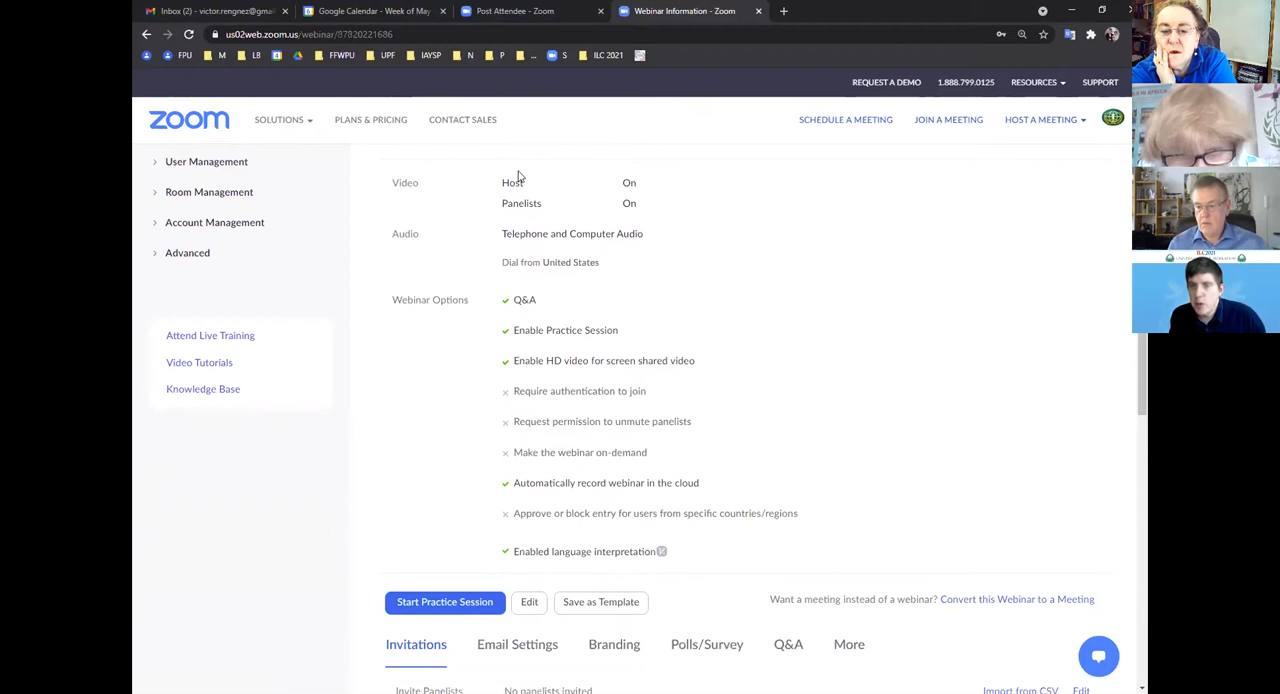 Inbox (2) - victor.rengnez@gmai
Google Calendar - Week of May
Post Attendee - Zoom
Webinar Information - Zoom
us02web.zoom.us/webinar/87820221686
FPU M LB FFWPU UPF IAYSP N P ... S ILC 2021
REQUEST A DEMO 1.888.799.0125 RESOURCES SUPPORT
zoom SOLUTIONS PLANS & PRICING CONTACT SALES SCHEDULE A MEETING JOIN A MEETING HOST A MEETING
User Management
Room Management
Account Management
Advanced
Attend Live Training
Video Tutorials
Knowledge Base
Video Host On
Panelists On
Audio Telephone and Computer Audio
Dial from United States
Webinar Options Q&A
Enable Practice Session
Enable HD video for screen shared video
Require authentication to join
Request permission to unmute panelists
Make the webinar on-demand
Automatically record webinar in the cloud
Approve or block entry for users from specific countries/regions
Enabled language interpretation
Start Practice Session Edit Save as Template Want a meeting instead of a webinar? Convert this Webinar to a Meeting
Invitations Email Settings Branding Polls/Survey Q&A More
Invite Panelists No panelists invited Import from CSV Edit
IN AFRICA
ILC2021